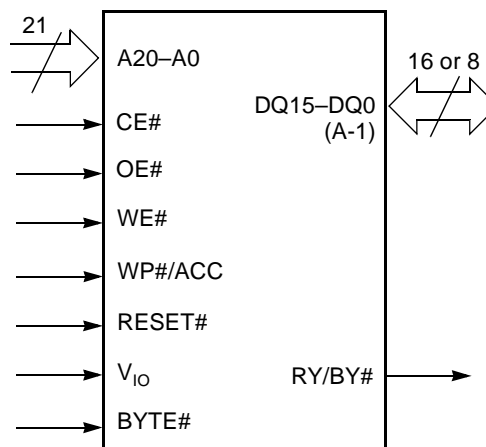 21
A20–A0
16 or 8
DQ15–DQ0
(A-1)
CE#
OE#
WE#
WP#/ACC
RESET#
VIO
RY/BY#
BYTE#